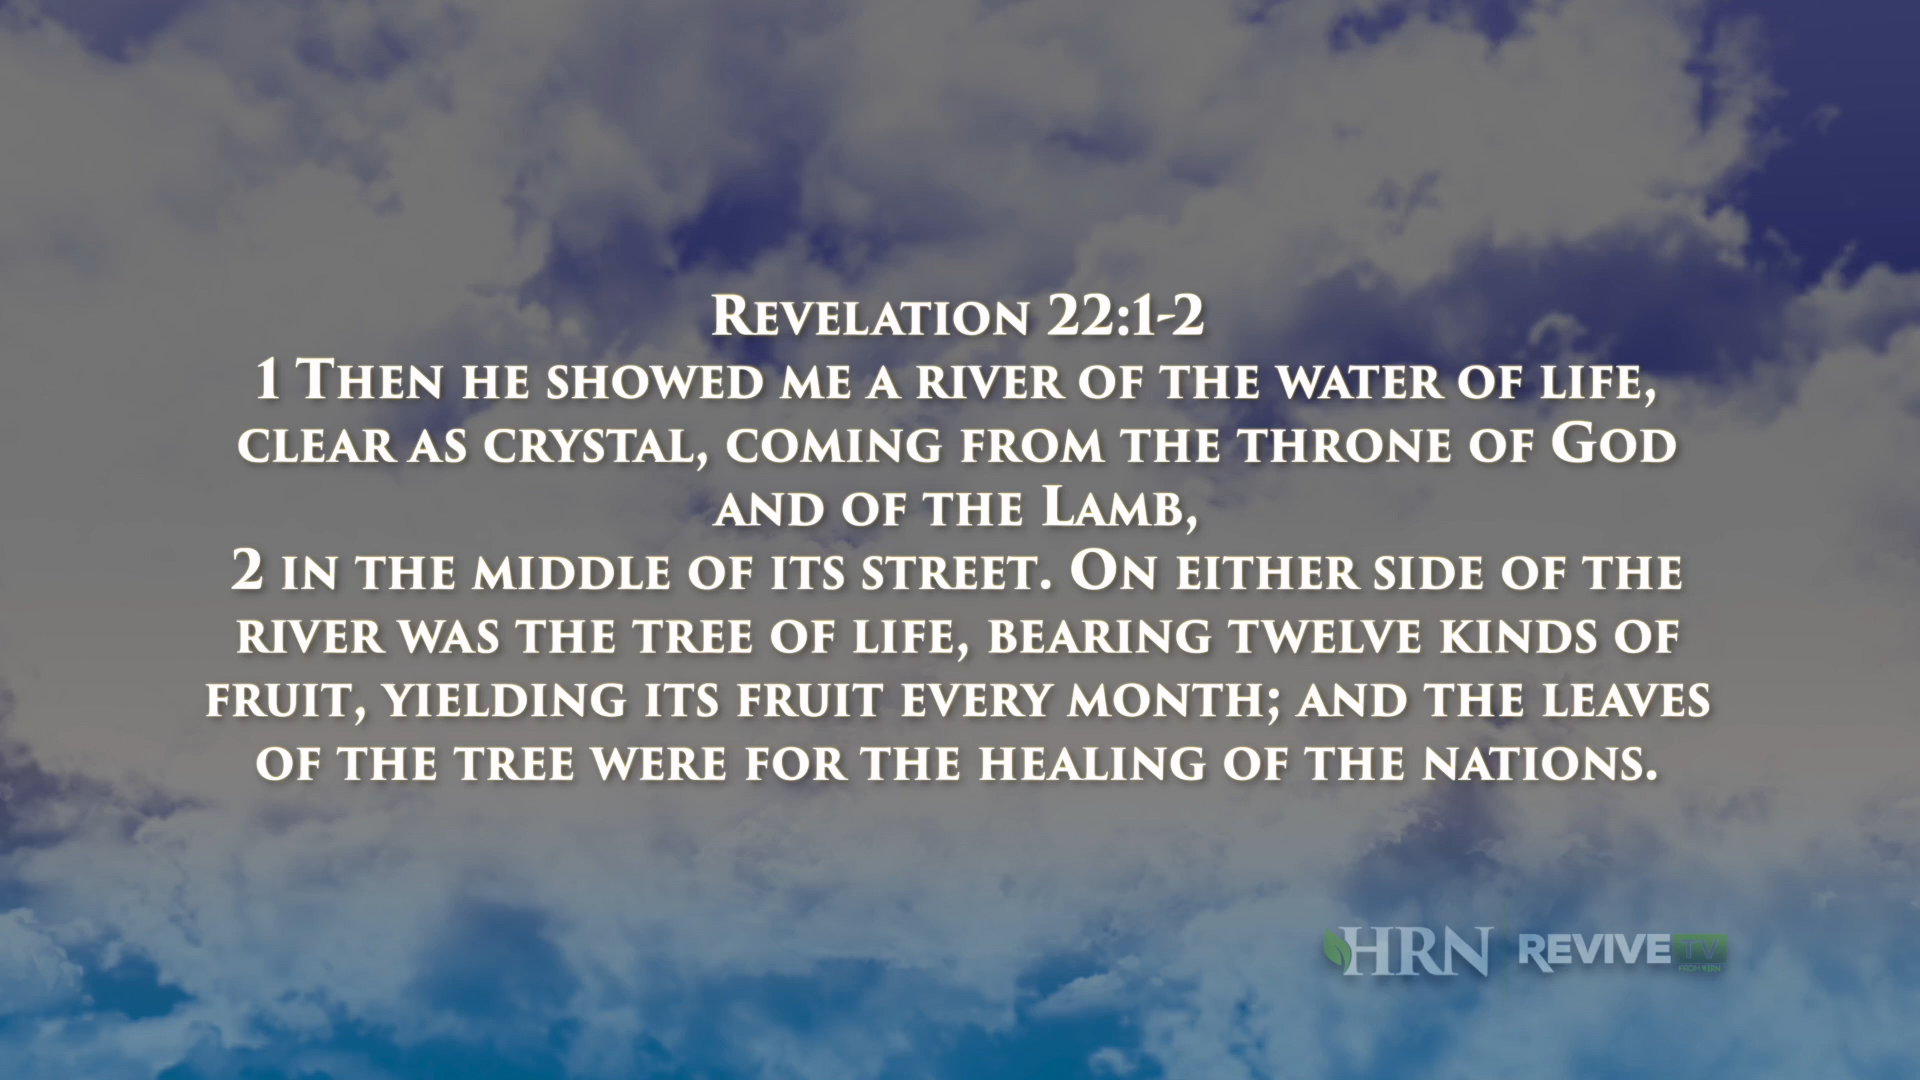 Revelation 22:1-2
1 Then he showed me a river of the water of life,
clear as crystal, coming from the throne of God
and of the Lamb,
2 in the middle of its street. On either side of the
river was the tree of life, bearing twelve kinds of
fruit, yielding its fruit every month; and the leaves
of the tree were for the healing of the nations.
HRN REVIVE TV
FROM HRN